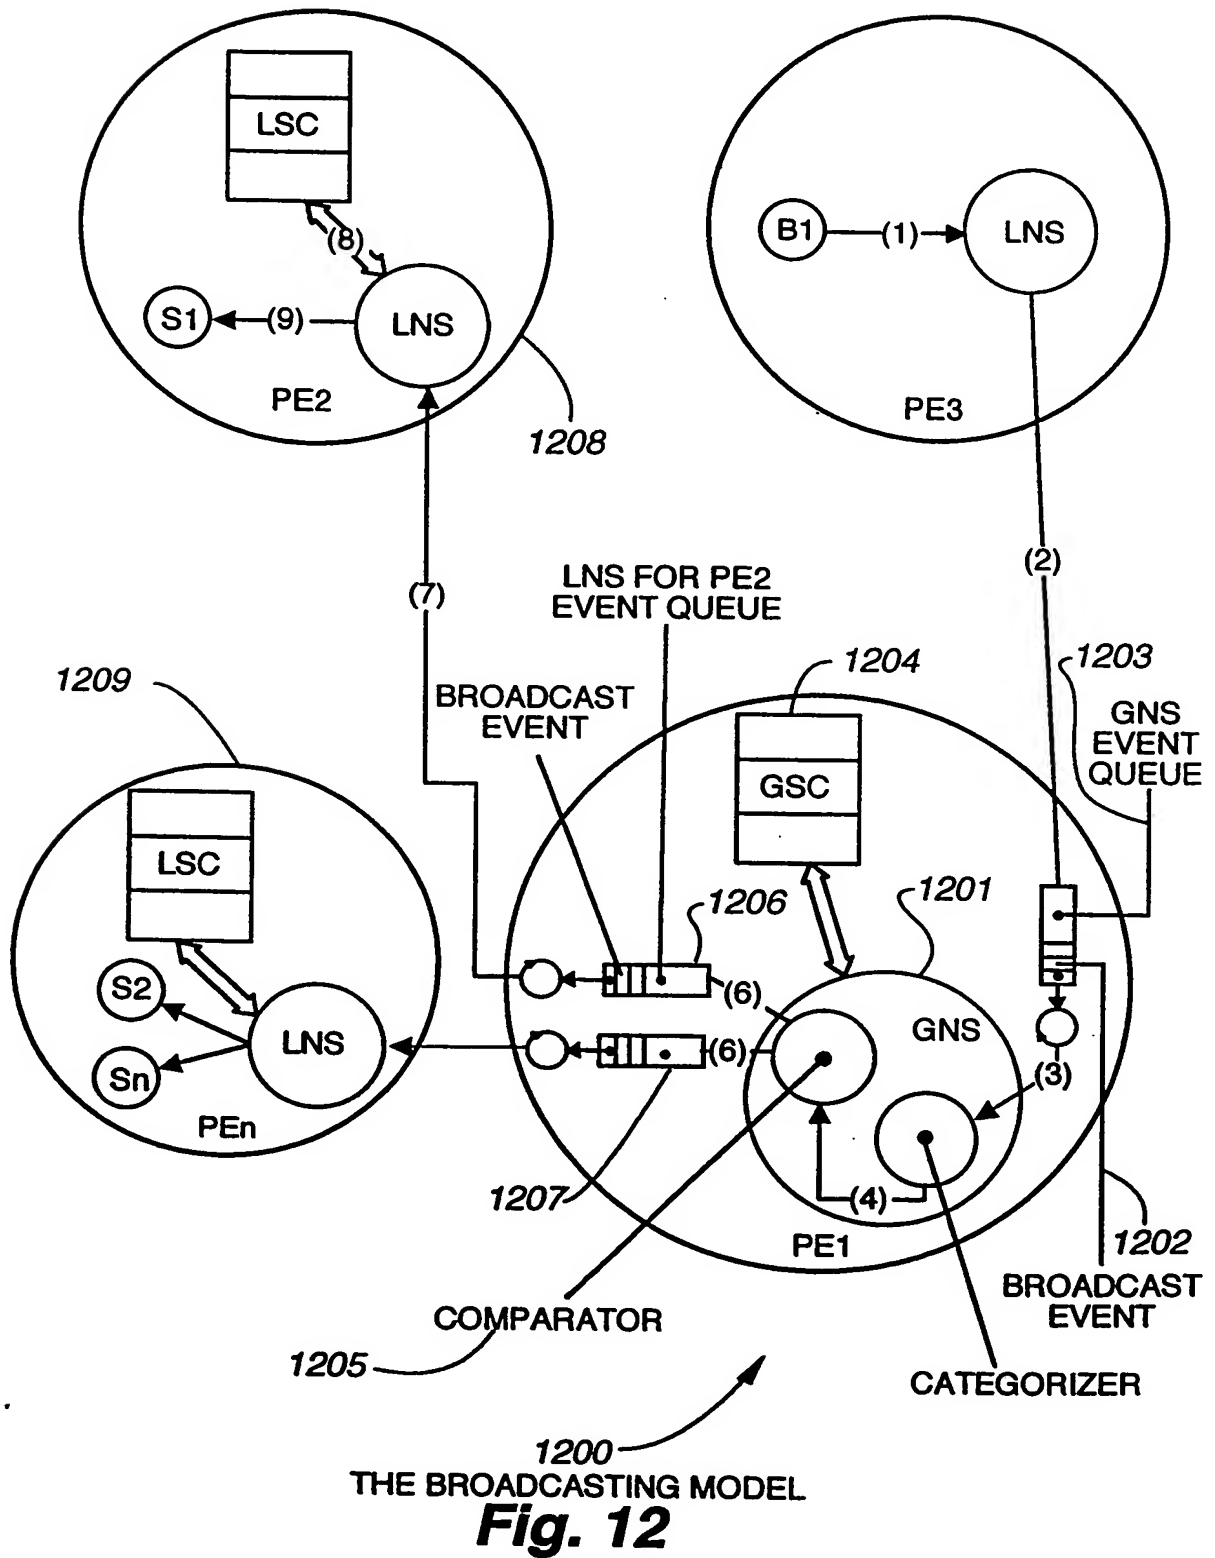 LSC
(8)
S1
(9)
LNS
PE2
1208
B1
(1)
LNS
PE3
(2)
(7)
LNS FOR PE2
EVENT QUEUE
1209
BROADCAST
EVENT
1204
1203
GNS
EVENT
QUEUE
GSC
LSC
1206
1201
S2
LNS
Sn
PEn
(6)
(6)
GNS
(3)
(4)
1207
PE1
1202
BROADCAST
EVENT
COMPARATOR
1205
CATEGORIZER
1200
THE BROADCASTING MODEL
Fig. 12